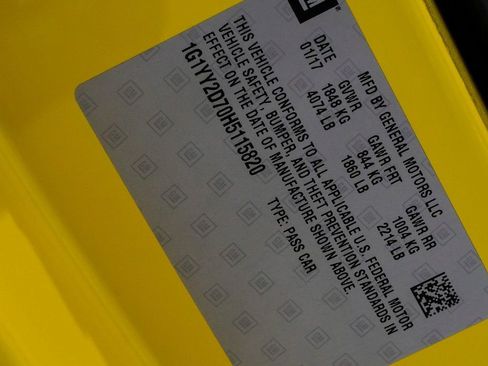 GM
MFD BY GENERAL MOTORS LLC
DATE GVWR GAWR FRT GAWR RR
01/17 1848 KG 844 KG 1004 KG
4074 LB 1860 LB 2214 LB
THIS VEHICLE CONFORMS TO ALL APPLICABLE U.S. FEDERAL MOTOR
VEHICLE SAFETY, BUMPER, AND THEFT PREVENTION STANDARDS IN
EFFECT ON THE DATE OF MANUFACTURE SHOWN ABOVE.
1G1YY2D70H5115820 TYPE: PASS CAR